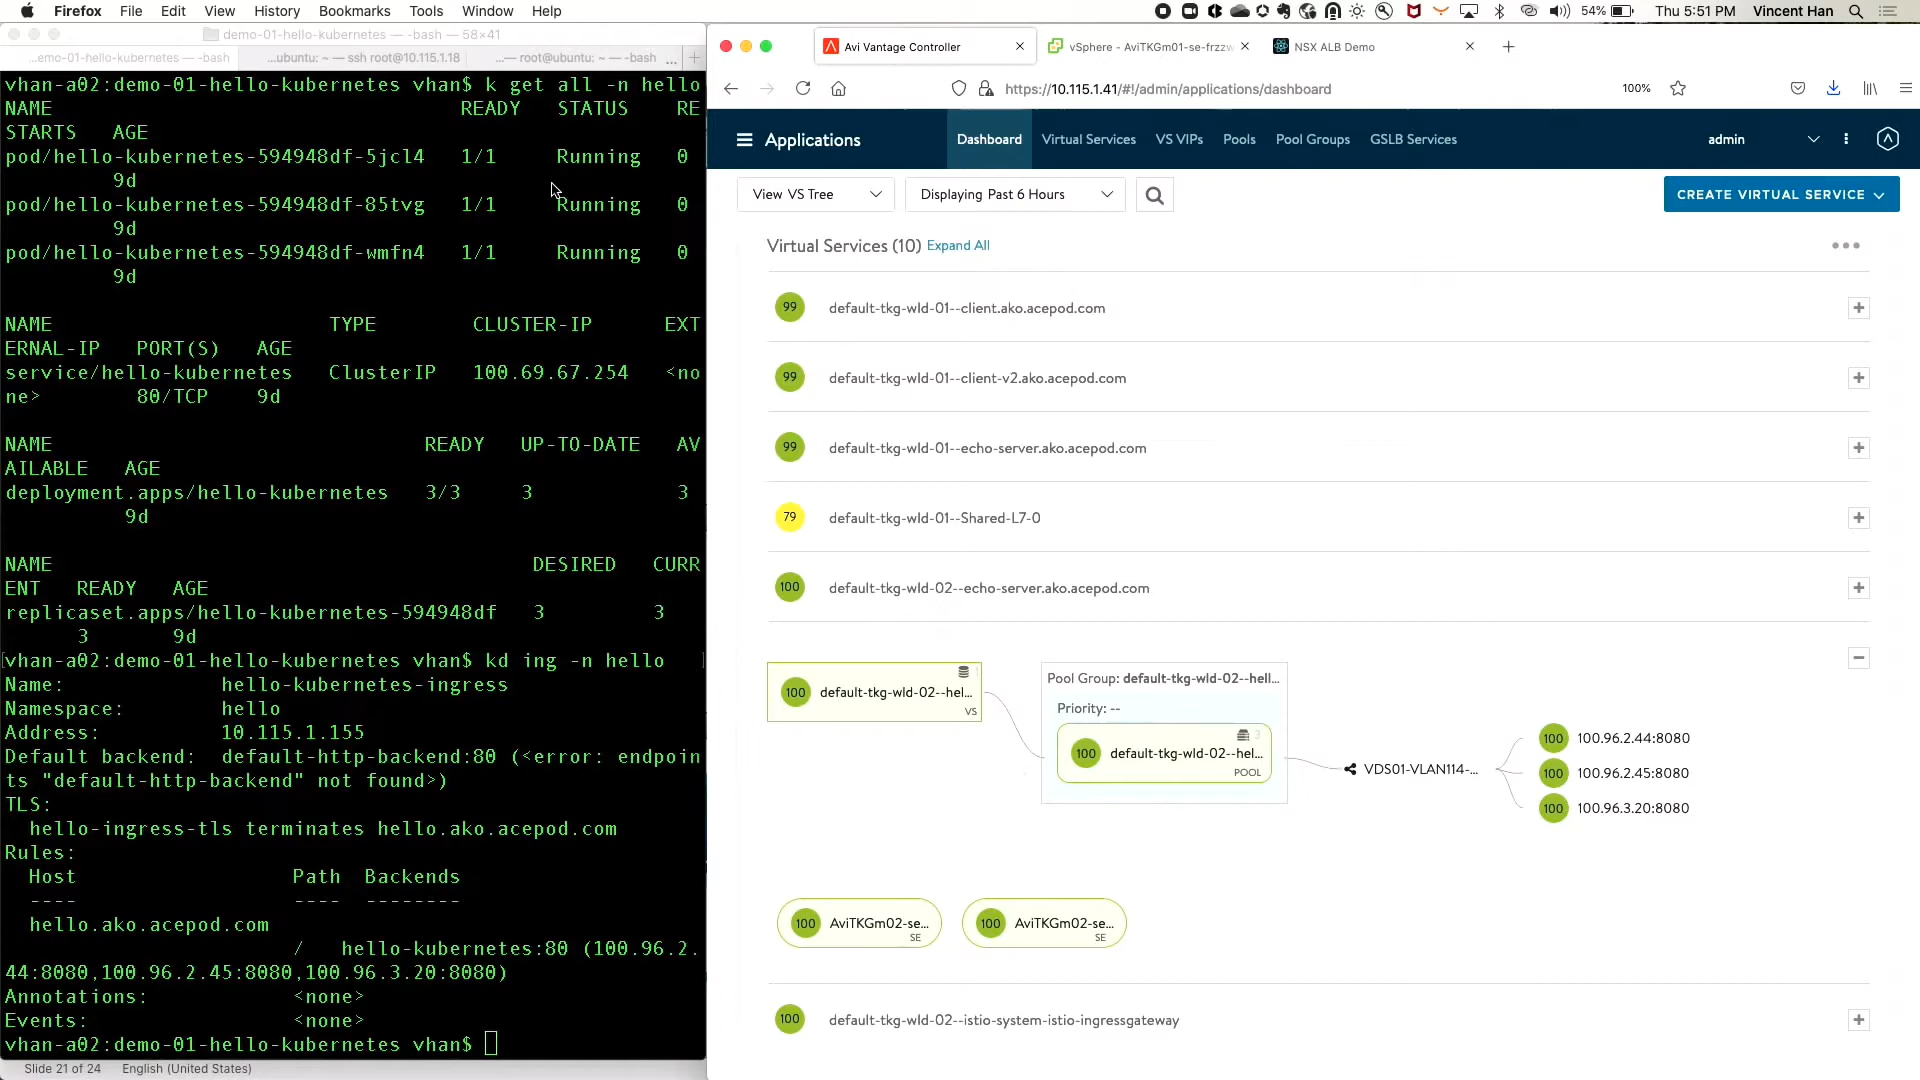 Firefox File Edit View History Bookmarks Tools Window Help 54% Thu 5:51 PM Vincent Han
demo-01-hello-kubernetes — -bash — 58×41
...emo-01-hello-kubernetes — -bash ...ubuntu: ~ — ssh root@10.115.1.18 ...— root@ubuntu: ~ — -bash ...
vhan-a02:demo-01-hello-kubernetes vhan$ k get all -n hello
NAME READY STATUS RE
STARTS AGE
pod/hello-kubernetes-594948df-5jcl4 1/1 Running 0
9d
pod/hello-kubernetes-594948df-85tvg 1/1 Running 0
9d
pod/hello-kubernetes-594948df-wmfn4 1/1 Running 0
9d
NAME TYPE CLUSTER-IP EXT
ERNAL-IP PORT(S) AGE
service/hello-kubernetes ClusterIP 100.69.67.254 <no
ne> 80/TCP 9d
NAME READY UP-TO-DATE AV
AILABLE AGE
deployment.apps/hello-kubernetes 3/3 3 3
9d
NAME DESIRED CURR
ENT READY AGE
replicaset.apps/hello-kubernetes-594948df 3 3
3 9d
vhan-a02:demo-01-hello-kubernetes vhan$ kd ing -n hello
Name: hello-kubernetes-ingress
Namespace: hello
Address: 10.115.1.155
Default backend: default-http-backend:80 (<error: endpoin
ts "default-http-backend" not found>)
TLS:
hello-ingress-tls terminates hello.ako.acepod.com
Rules:
Host Path Backends
---- ---- --------
hello.ako.acepod.com
/ hello-kubernetes:80 (100.96.2.
44:8080,100.96.2.45:8080,100.96.3.20:8080)
Annotations: <none>
Events: <none>
vhan-a02:demo-01-hello-kubernetes vhan$
Slide 21 of 24 English (United States)
Avi Vantage Controller vSphere - AviTKGm01-se-frzzw NSX ALB Demo
https://10.115.1.41/#!/admin/applications/dashboard 100%
Applications Dashboard Virtual Services VS VIPs Pools Pool Groups GSLB Services admin
View VS Tree Displaying Past 6 Hours CREATE VIRTUAL SERVICE
Virtual Services (10) Expand All
99 default-tkg-wld-01--client.ako.acepod.com
99 default-tkg-wld-01--client-v2.ako.acepod.com
99 default-tkg-wld-01--echo-server.ako.acepod.com
79 default-tkg-wld-01--Shared-L7-0
100 default-tkg-wld-02--echo-server.ako.acepod.com
1
100 default-tkg-wld-02--hel...
VS
Pool Group: default-tkg-wld-02--hell...
Priority: --
3
100 default-tkg-wld-02--hel...
POOL
VDS01-VLAN114-...
100 100.96.2.44:8080
100 100.96.2.45:8080
100 100.96.3.20:8080
100 AviTKGm02-se...
SE
100 AviTKGm02-se...
SE
100 default-tkg-wld-02--istio-system-istio-ingressgateway